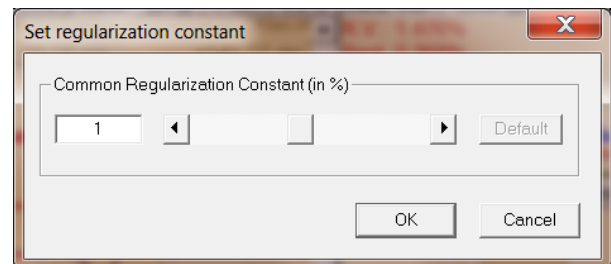 Set regularization constant
Common Regularization Constant (in %)
1
Default
OK
Cancel